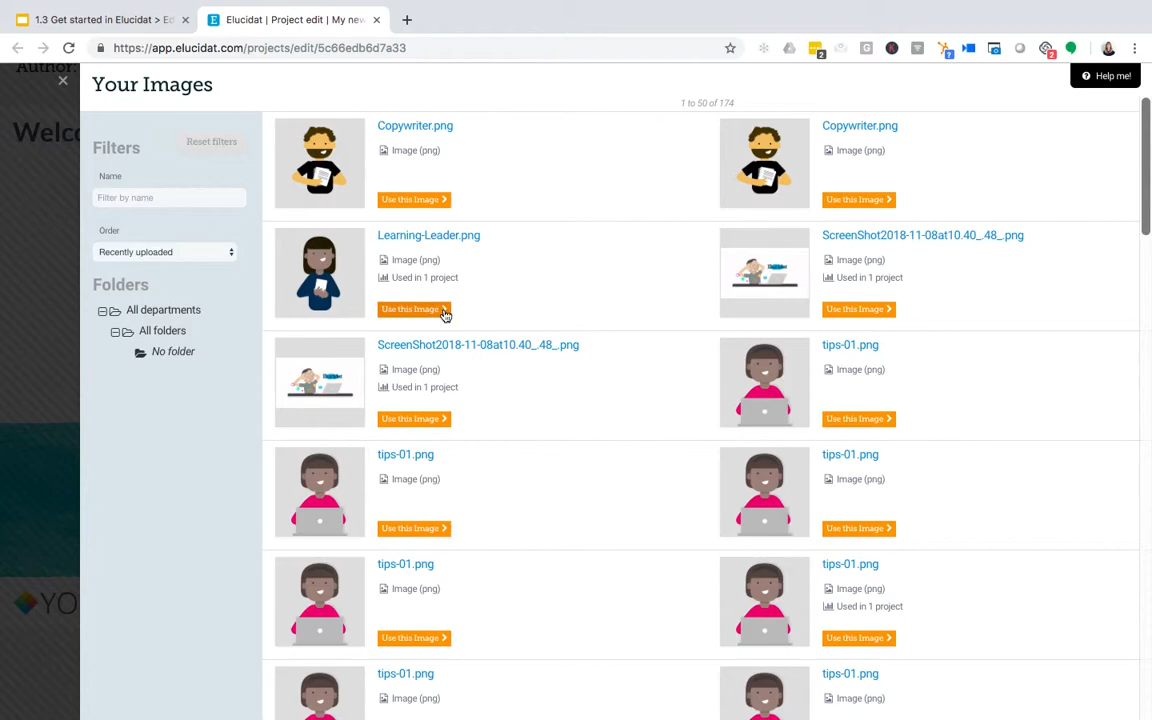 1.3 Get started in Elucidat > Ed
Elucidat | Project edit | My new
https://app.elucidat.com/projects/edit/5c66edb6d7a33
2
?
2
Author:
Your Images
Help me!
1 to 50 of 174
Welco
Filters
Reset filters
Name
Filter by name
Order
Recently uploaded
Folders
All departments
All folders
No folder
Copywriter.png
Image (png)
Use this Image
Copywriter.png
Image (png)
Use this Image
Learning-Leader.png
Image (png)
Used in 1 project
Use this Image
ScreenShot2018-11-08at10.40_.48_.png
Image (png)
Used in 1 project
Use this Image
ScreenShot2018-11-08at10.40_.48_.png
Image (png)
Used in 1 project
Use this Image
tips-01.png
Image (png)
Use this Image
tips-01.png
Image (png)
Use this Image
tips-01.png
Image (png)
Use this Image
tips-01.png
Image (png)
Use this Image
tips-01.png
Image (png)
Used in 1 project
Use this Image
tips-01.png
Image (png)
tips-01.png
Image (png)
YO